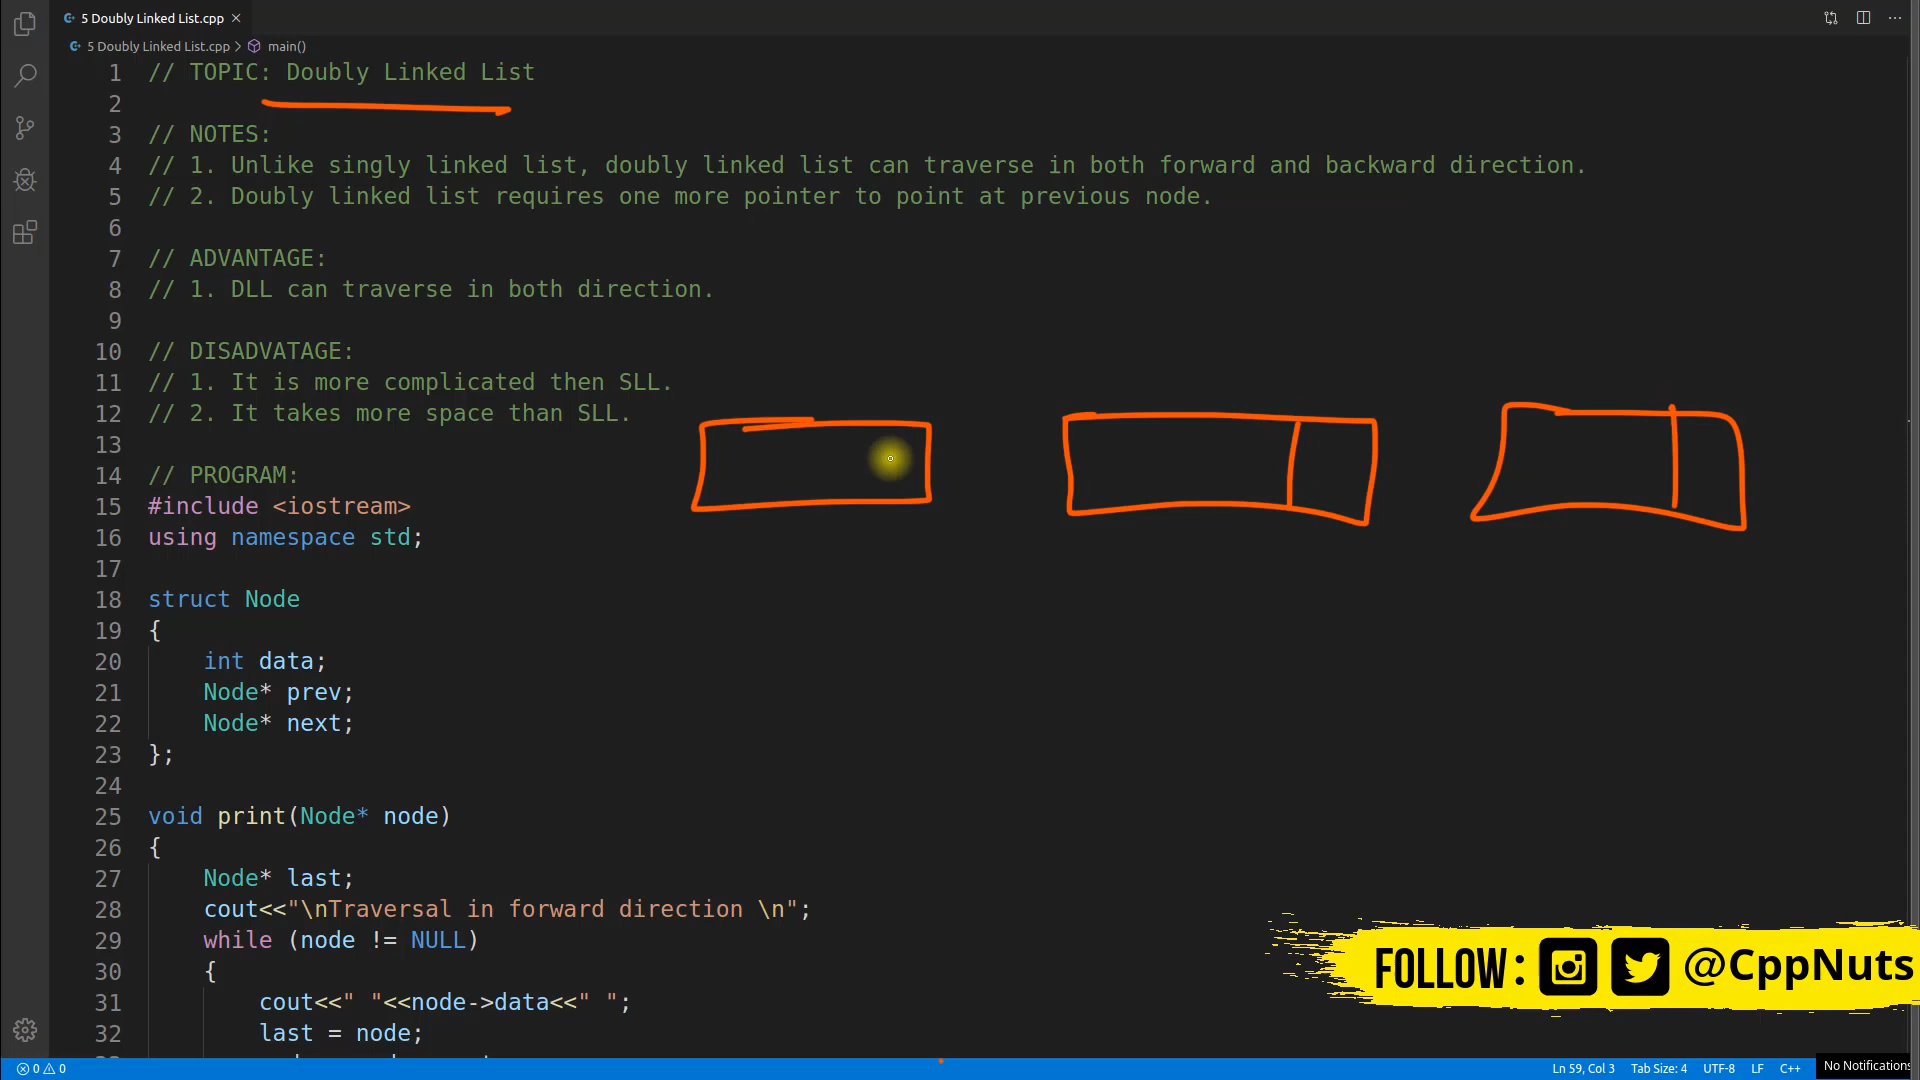 5 Doubly Linked List.cpp
5 Doubly Linked List.cpp > main()
1 // TOPIC: Doubly Linked List
2
3 // NOTES:
4 // 1. Unlike singly linked list, doubly linked list can traverse in both forward and backward direction.
5 // 2. Doubly linked list requires one more pointer to point at previous node.
6
7 // ADVANTAGE:
8 // 1. DLL can traverse in both direction.
9
10 // DISADVATAGE:
11 // 1. It is more complicated then SLL.
12 // 2. It takes more space than SLL.
13
14 // PROGRAM:
15 #include <iostream>
16 using namespace std;
17
18 struct Node
19 {
20 int data;
21 Node* prev;
22 Node* next;
23 };
24
25 void print(Node* node)
26 {
27 Node* last;
28 cout<<"\nTraversal in forward direction \n";
29 while (node != NULL)
30 {
31 cout<<" "<<node->data<<" ";
32 last = node;
FOLLOW: @CppNuts
0 0 Ln 59, Col 3 Tab Size: 4 UTF-8 LF C++ No Notifications